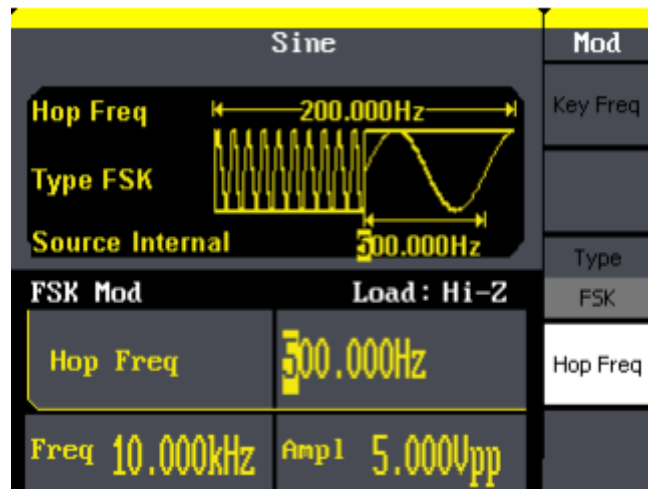 Sine
Mod
Hop Freq
200.000Hz
Key Freq
Type FSK
Source Internal
500.000Hz
Type
FSK Mod
Load: Hi-Z
FSK
Hop Freq
500.000Hz
Hop Freq
Freq 10.000kHz
Ampl 5.000Vpp